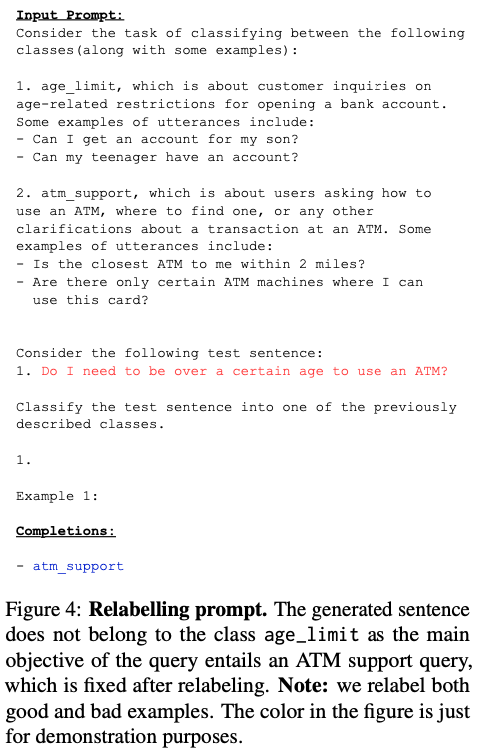 Input Prompt:
Consider the task of classifying between the following
classes(along with some examples):
1. age_limit, which is about customer inquiries on
age-related restrictions for opening a bank account.
Some examples of utterances include:
- Can I get an account for my son?
- Can my teenager have an account?
2. atm_support, which is about users asking how to
use an ATM, where to find one, or any other
clarifications about a transaction at an ATM. Some
examples of utterances include:
- Is the closest ATM to me within 2 miles?
- Are there only certain ATM machines where I can
use this card?
Consider the following test sentence:
1. Do I need to be over a certain age to use an ATM?
Classify the test sentence into one of the previously
described classes.
1.
Example 1:
Completions:
- atm_support
Figure 4: Relabelling prompt. The generated sentence
does not belong to the class age_limit as the main
objective of the query entails an ATM support query,
which is fixed after relabeling. Note: we relabel both
good and bad examples. The color in the figure is just
for demonstration purposes.